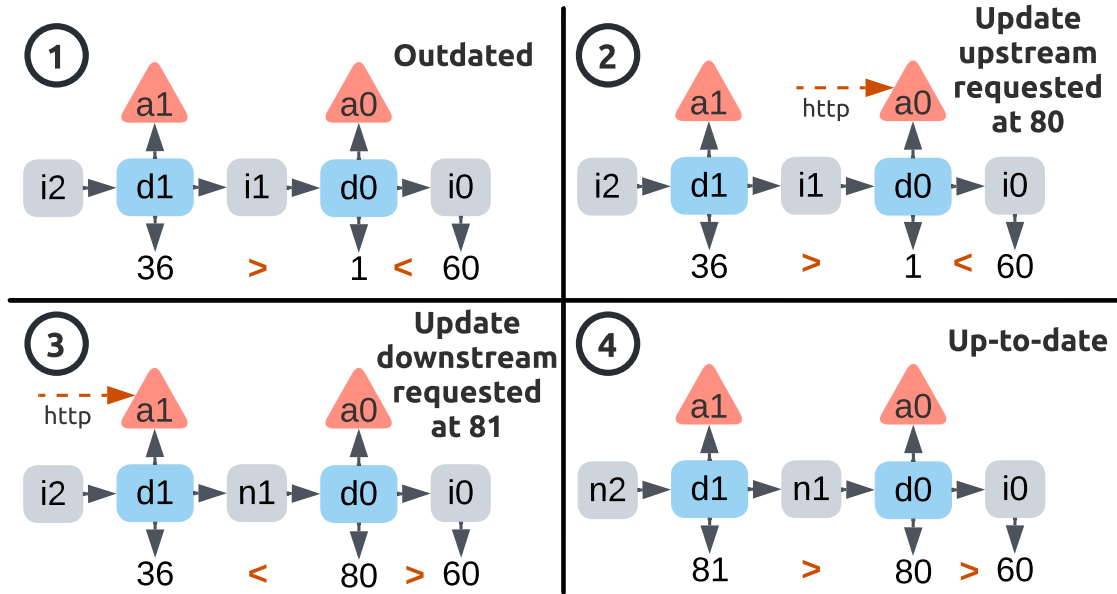 1
Outdated
a1 a0
i2 d1 i1 d0 i0
36 > 1 < 60
2
Update
upstream
requested
at 80
http
a1 a0
i2 d1 i1 d0 i0
36 > 1 < 60
3
Update
downstream
requested
at 81
http
a1 a0
i2 d1 n1 d0 i0
36 < 80 > 60
4
Up-to-date
a1 a0
n2 d1 n1 d0 i0
81 > 80 > 60